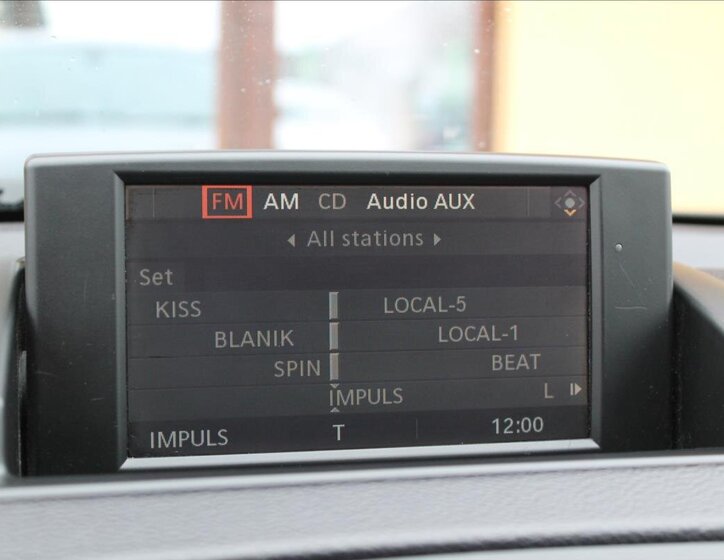 FM AM CD Audio AUX
All stations
Set
KISS LOCAL-5
BLANIK LOCAL-1
SPIN BEAT
IMPULS L
IMPULS T 12:00